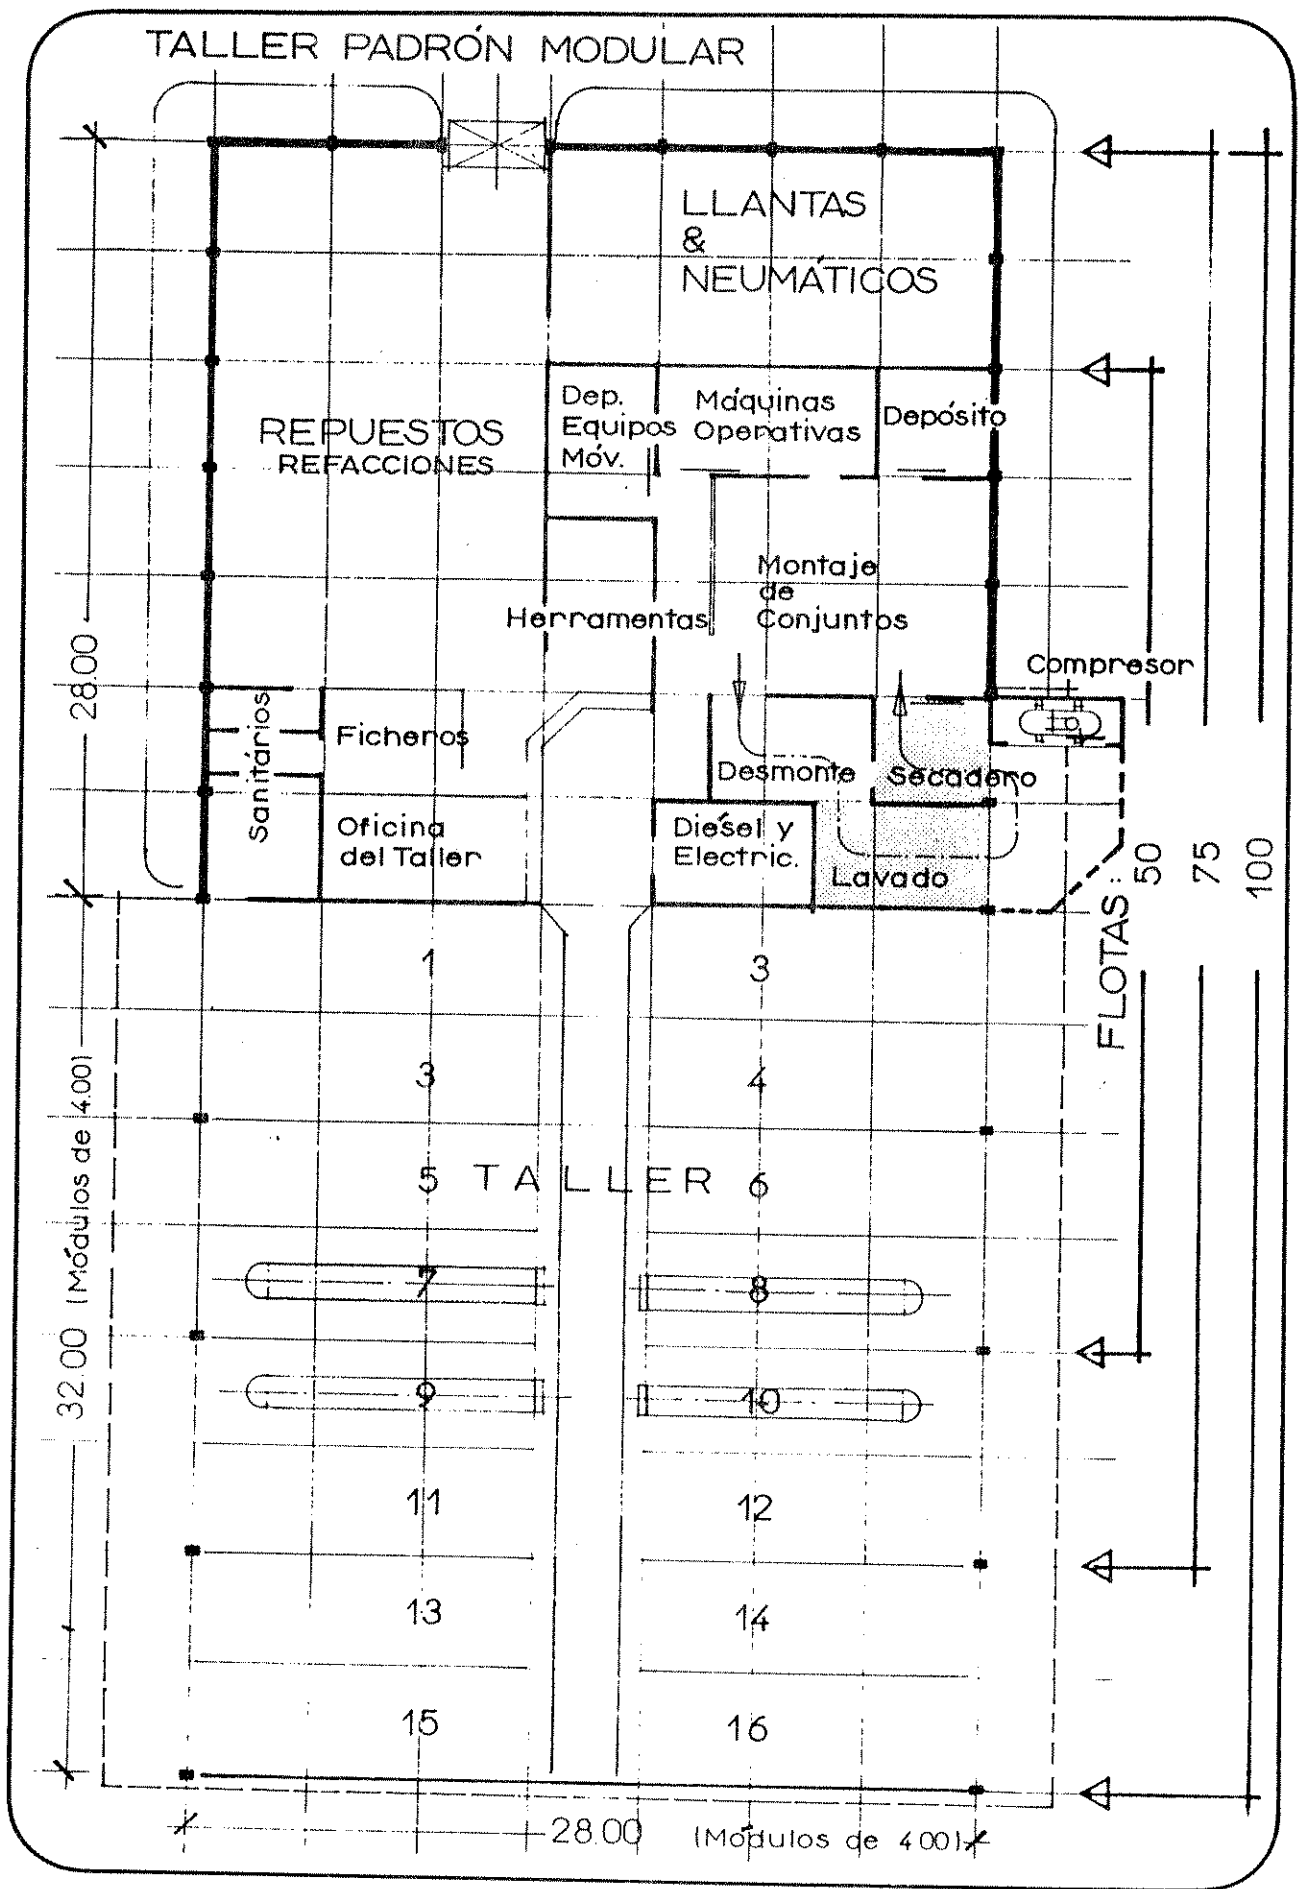 TALLER PADRÓN MODULAR
LLANTAS
&
NEUMÁTICOS
REPUESTOS
REFACCIONES
Dep.
Equipos
Móv.
Máquinas
Operativas
Depósito
Montaje
de
Conjuntos
Herramentas
Compresor
Sanitários
Ficheros
Desmonte
Secadero
Oficina
del Taller
Diésel y
Electric.
Lavado
28.00
FLOTAS:
50
75
100
1
3
3
4
5
TALLER
6
7
8
9
10
11
12
13
14
15
16
32.00 (Módulos de 4.00)
28.00 (Módulos de 4.00)